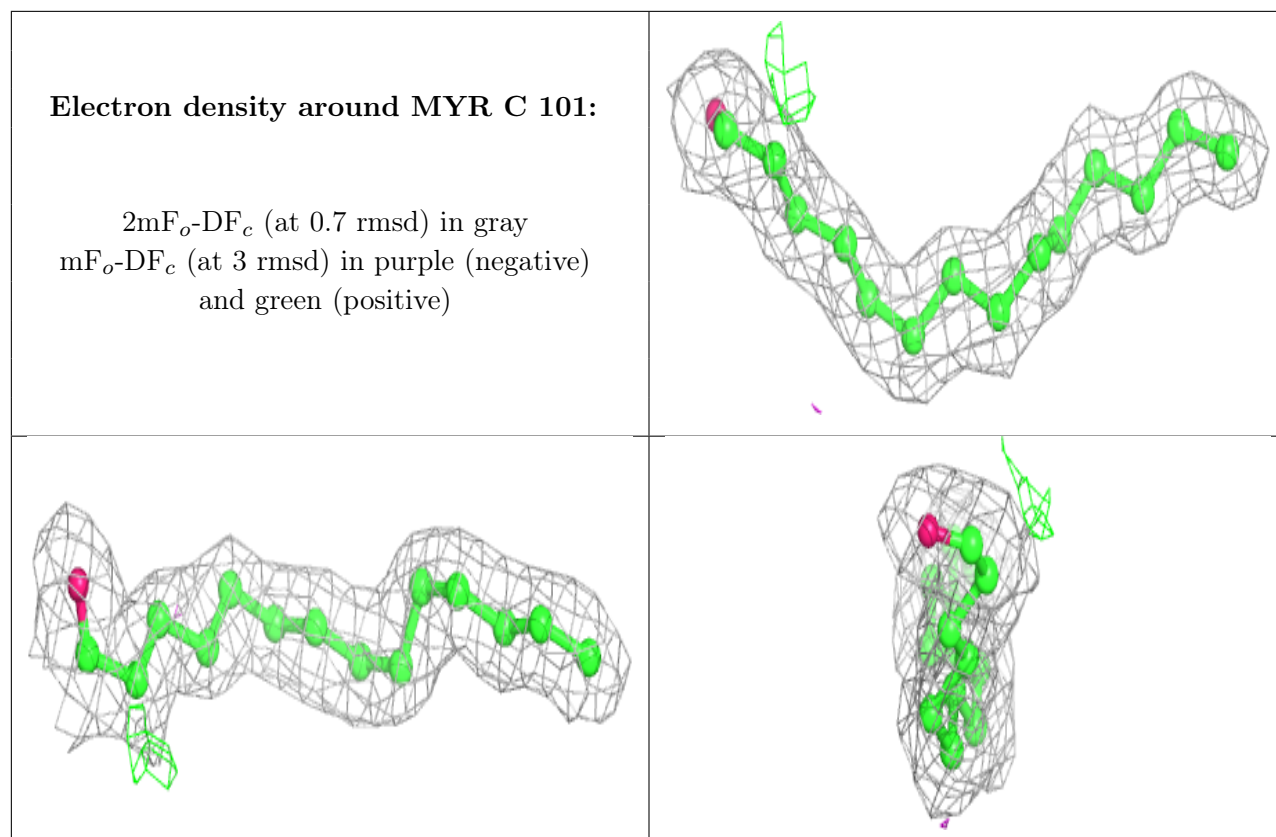 Electron density around MYR C 101:
2mFo-DFc (at 0.7 rmsd) in gray
mFo-DFc (at 3 rmsd) in purple (negative)
and green (positive)